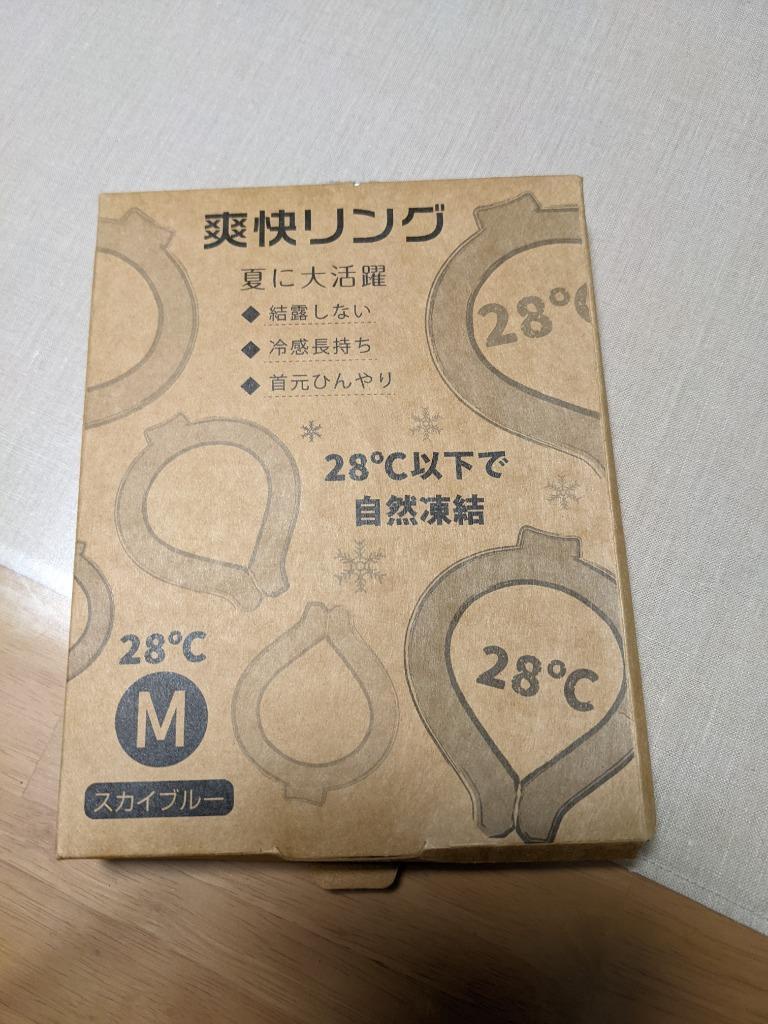 爽快リング
夏に大活躍
◆ 結露しない
◆ 冷感長持ち
◆ 首元ひんやり
28℃
28℃以下で
自然凍結
28℃
M
スカイブルー
28℃